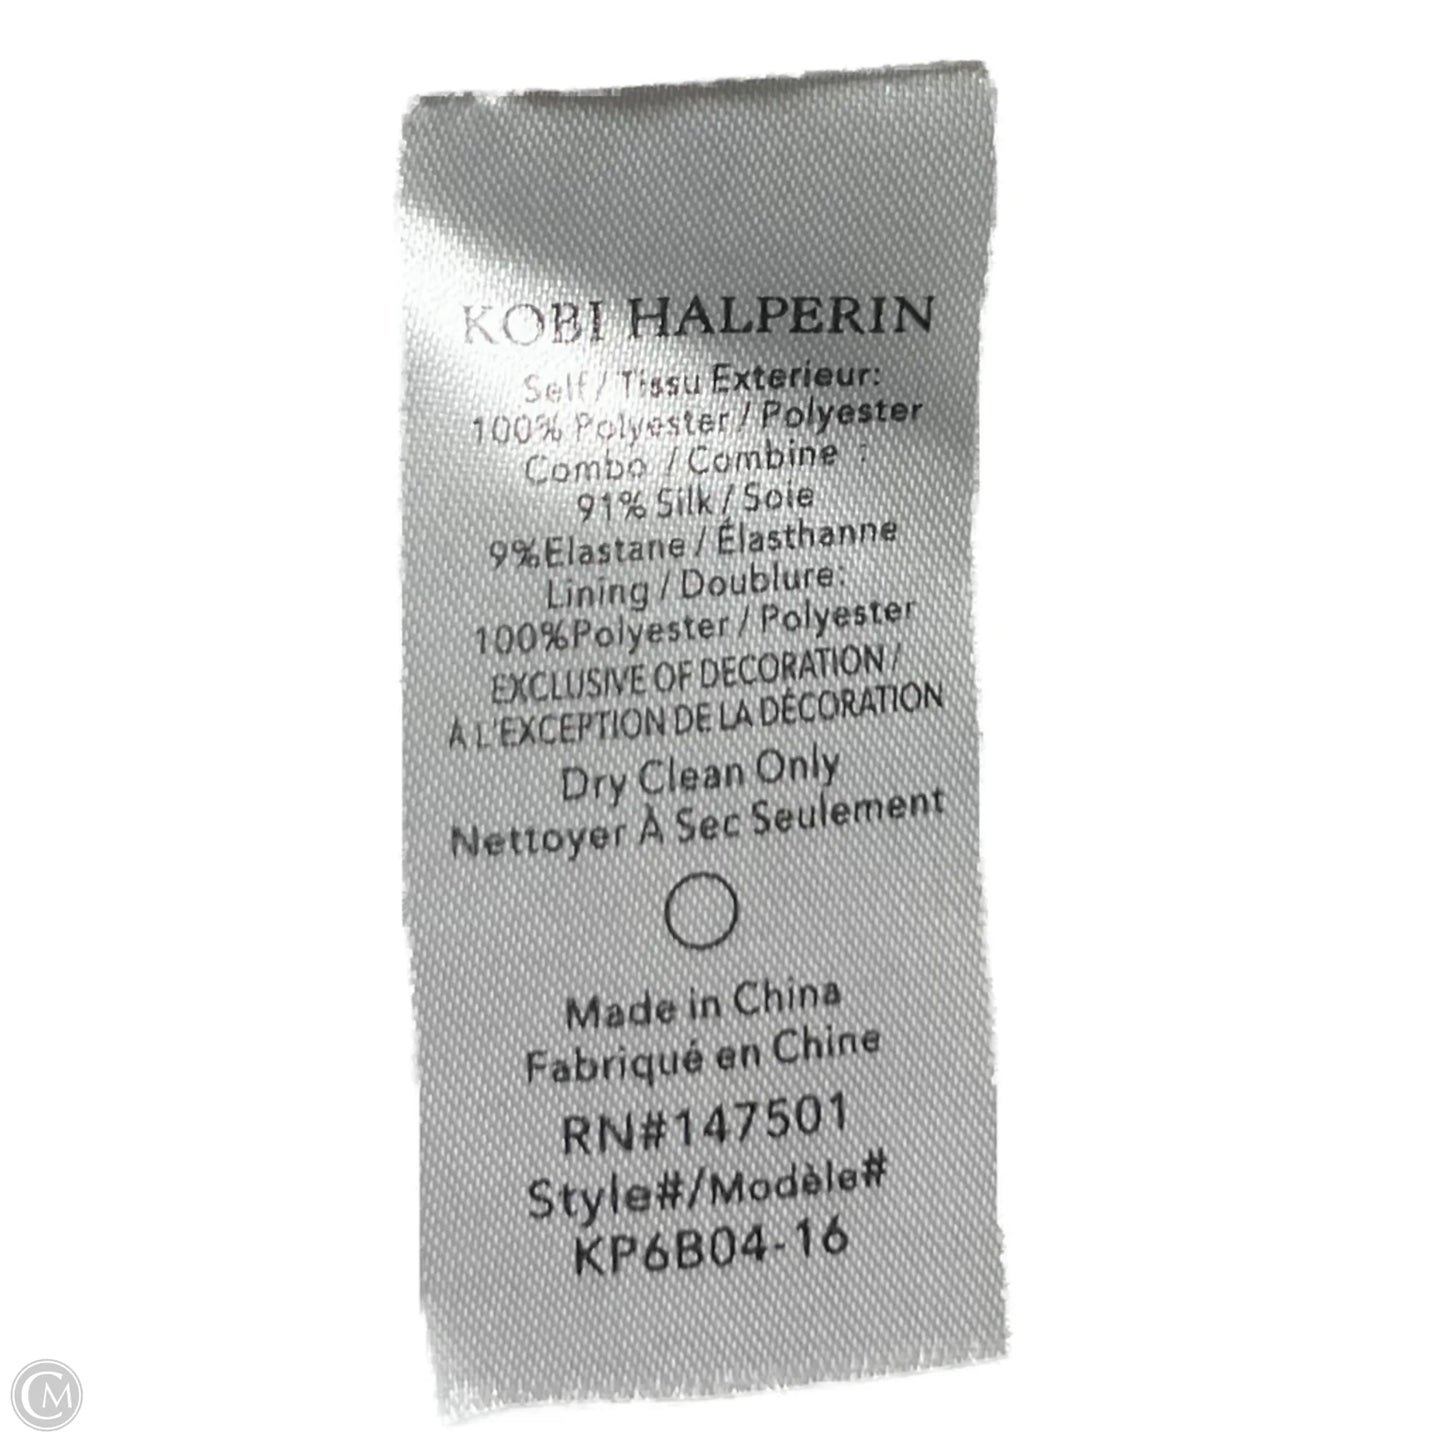 KOBI HALPERIN
Self / Tissu Exterieur:
100% Polyester / Polyester
Combo / Combine :
91% Silk / Soie
9%Elastane / Élasthanne
Lining / Doublure:
100%Polyester / Polyester
EXCLUSIVE OF DECORATION /
À L'EXCEPTION DE LA DÉCORATION
Dry Clean Only
Nettoyer À Sec Seulement
Made in China
Fabriqué en Chine
RN#147501
Style#/Modèle#
KP6B04-16
CM